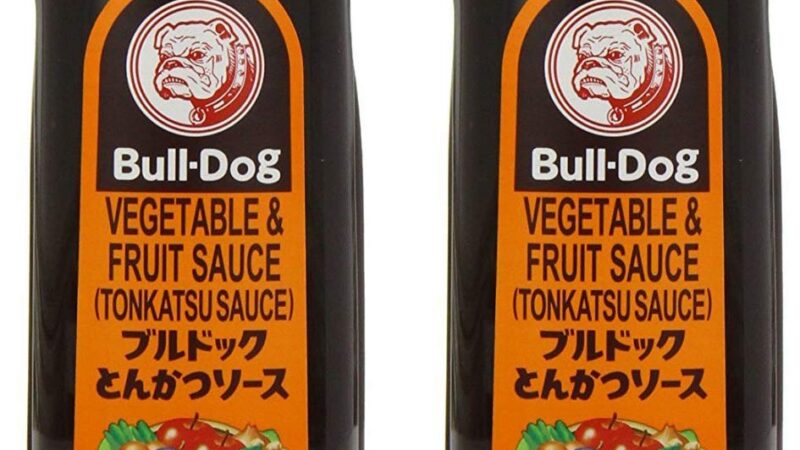 Bull-Dog
VEGETABLE &
FRUIT SAUCE
(TONKATSU SAUCE)
ブルドック
とんかつソース
Bull-Dog
VEGETABLE &
FRUIT SAUCE
(TONKATSU SAUCE)
ブルドック
とんかつソース